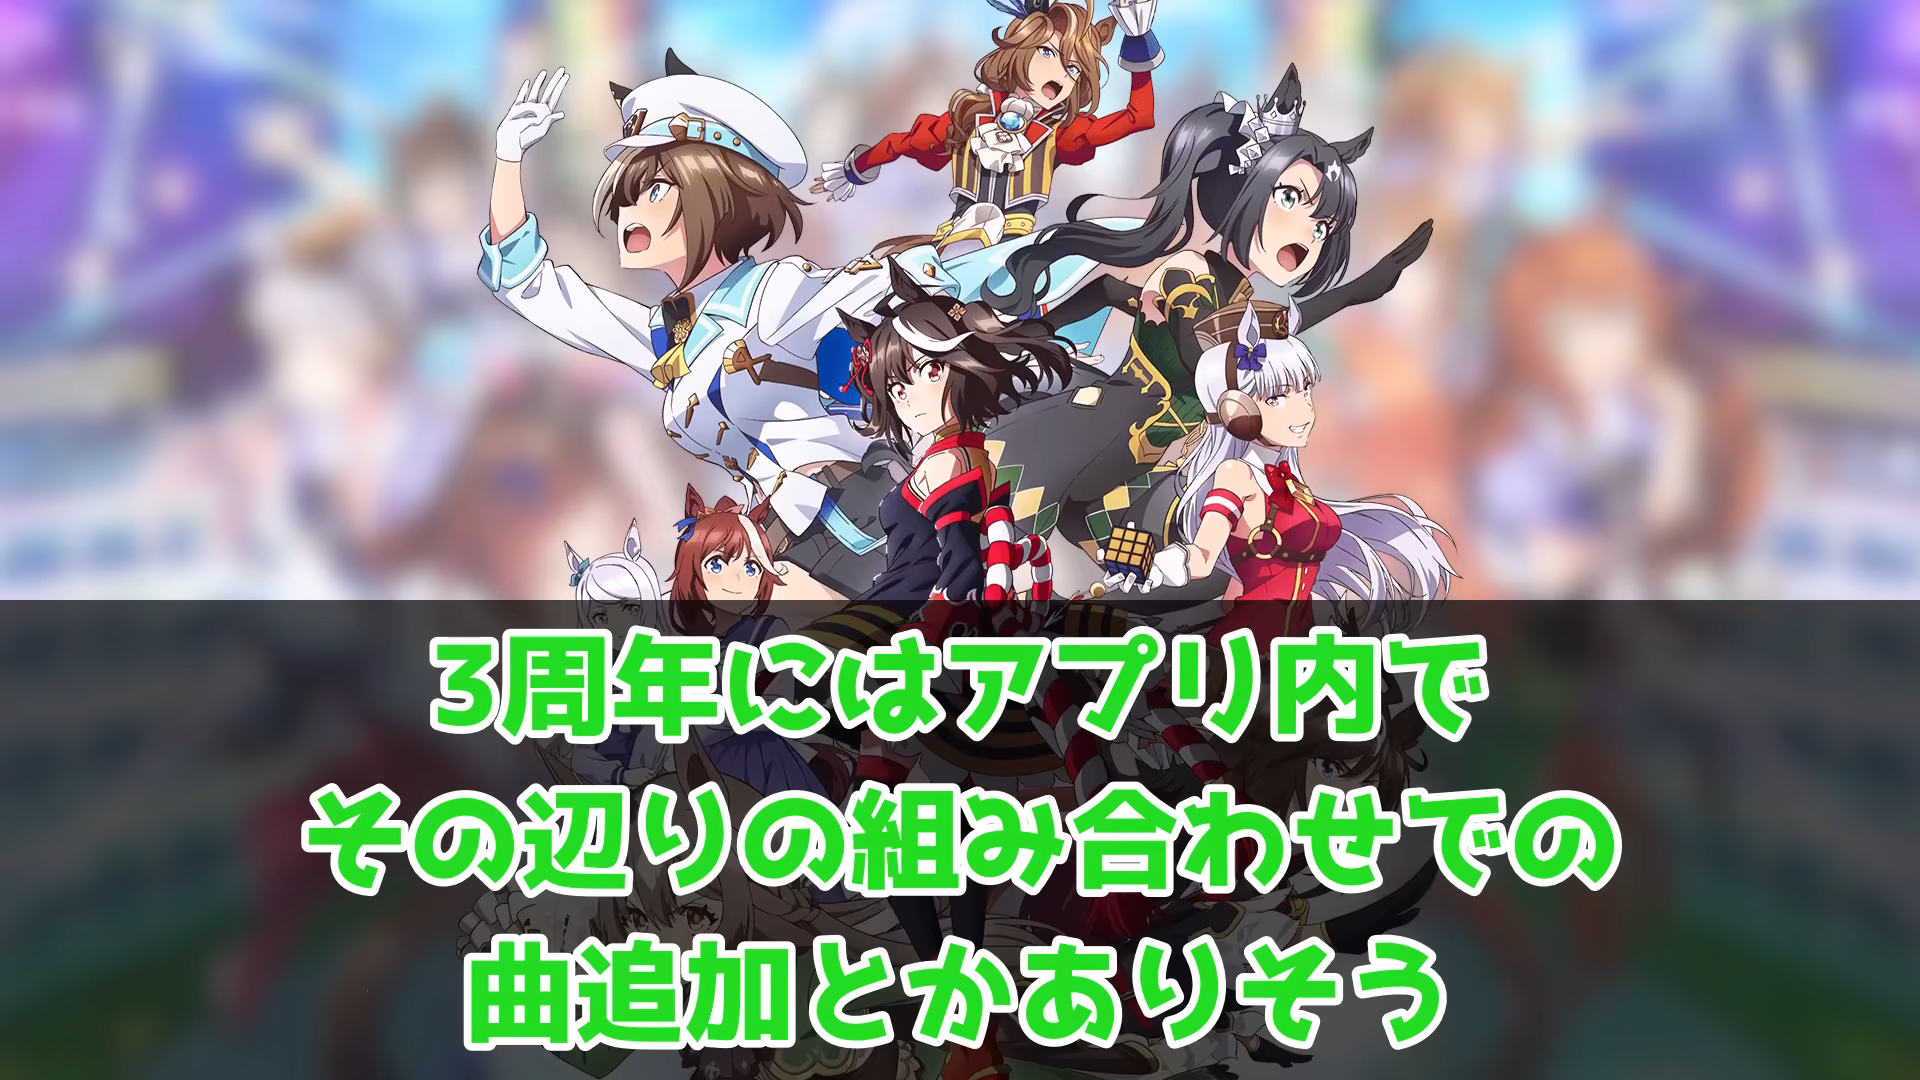 3周年にはアプリ内で
その辺りの組み合わせでの
曲追加とかありそう